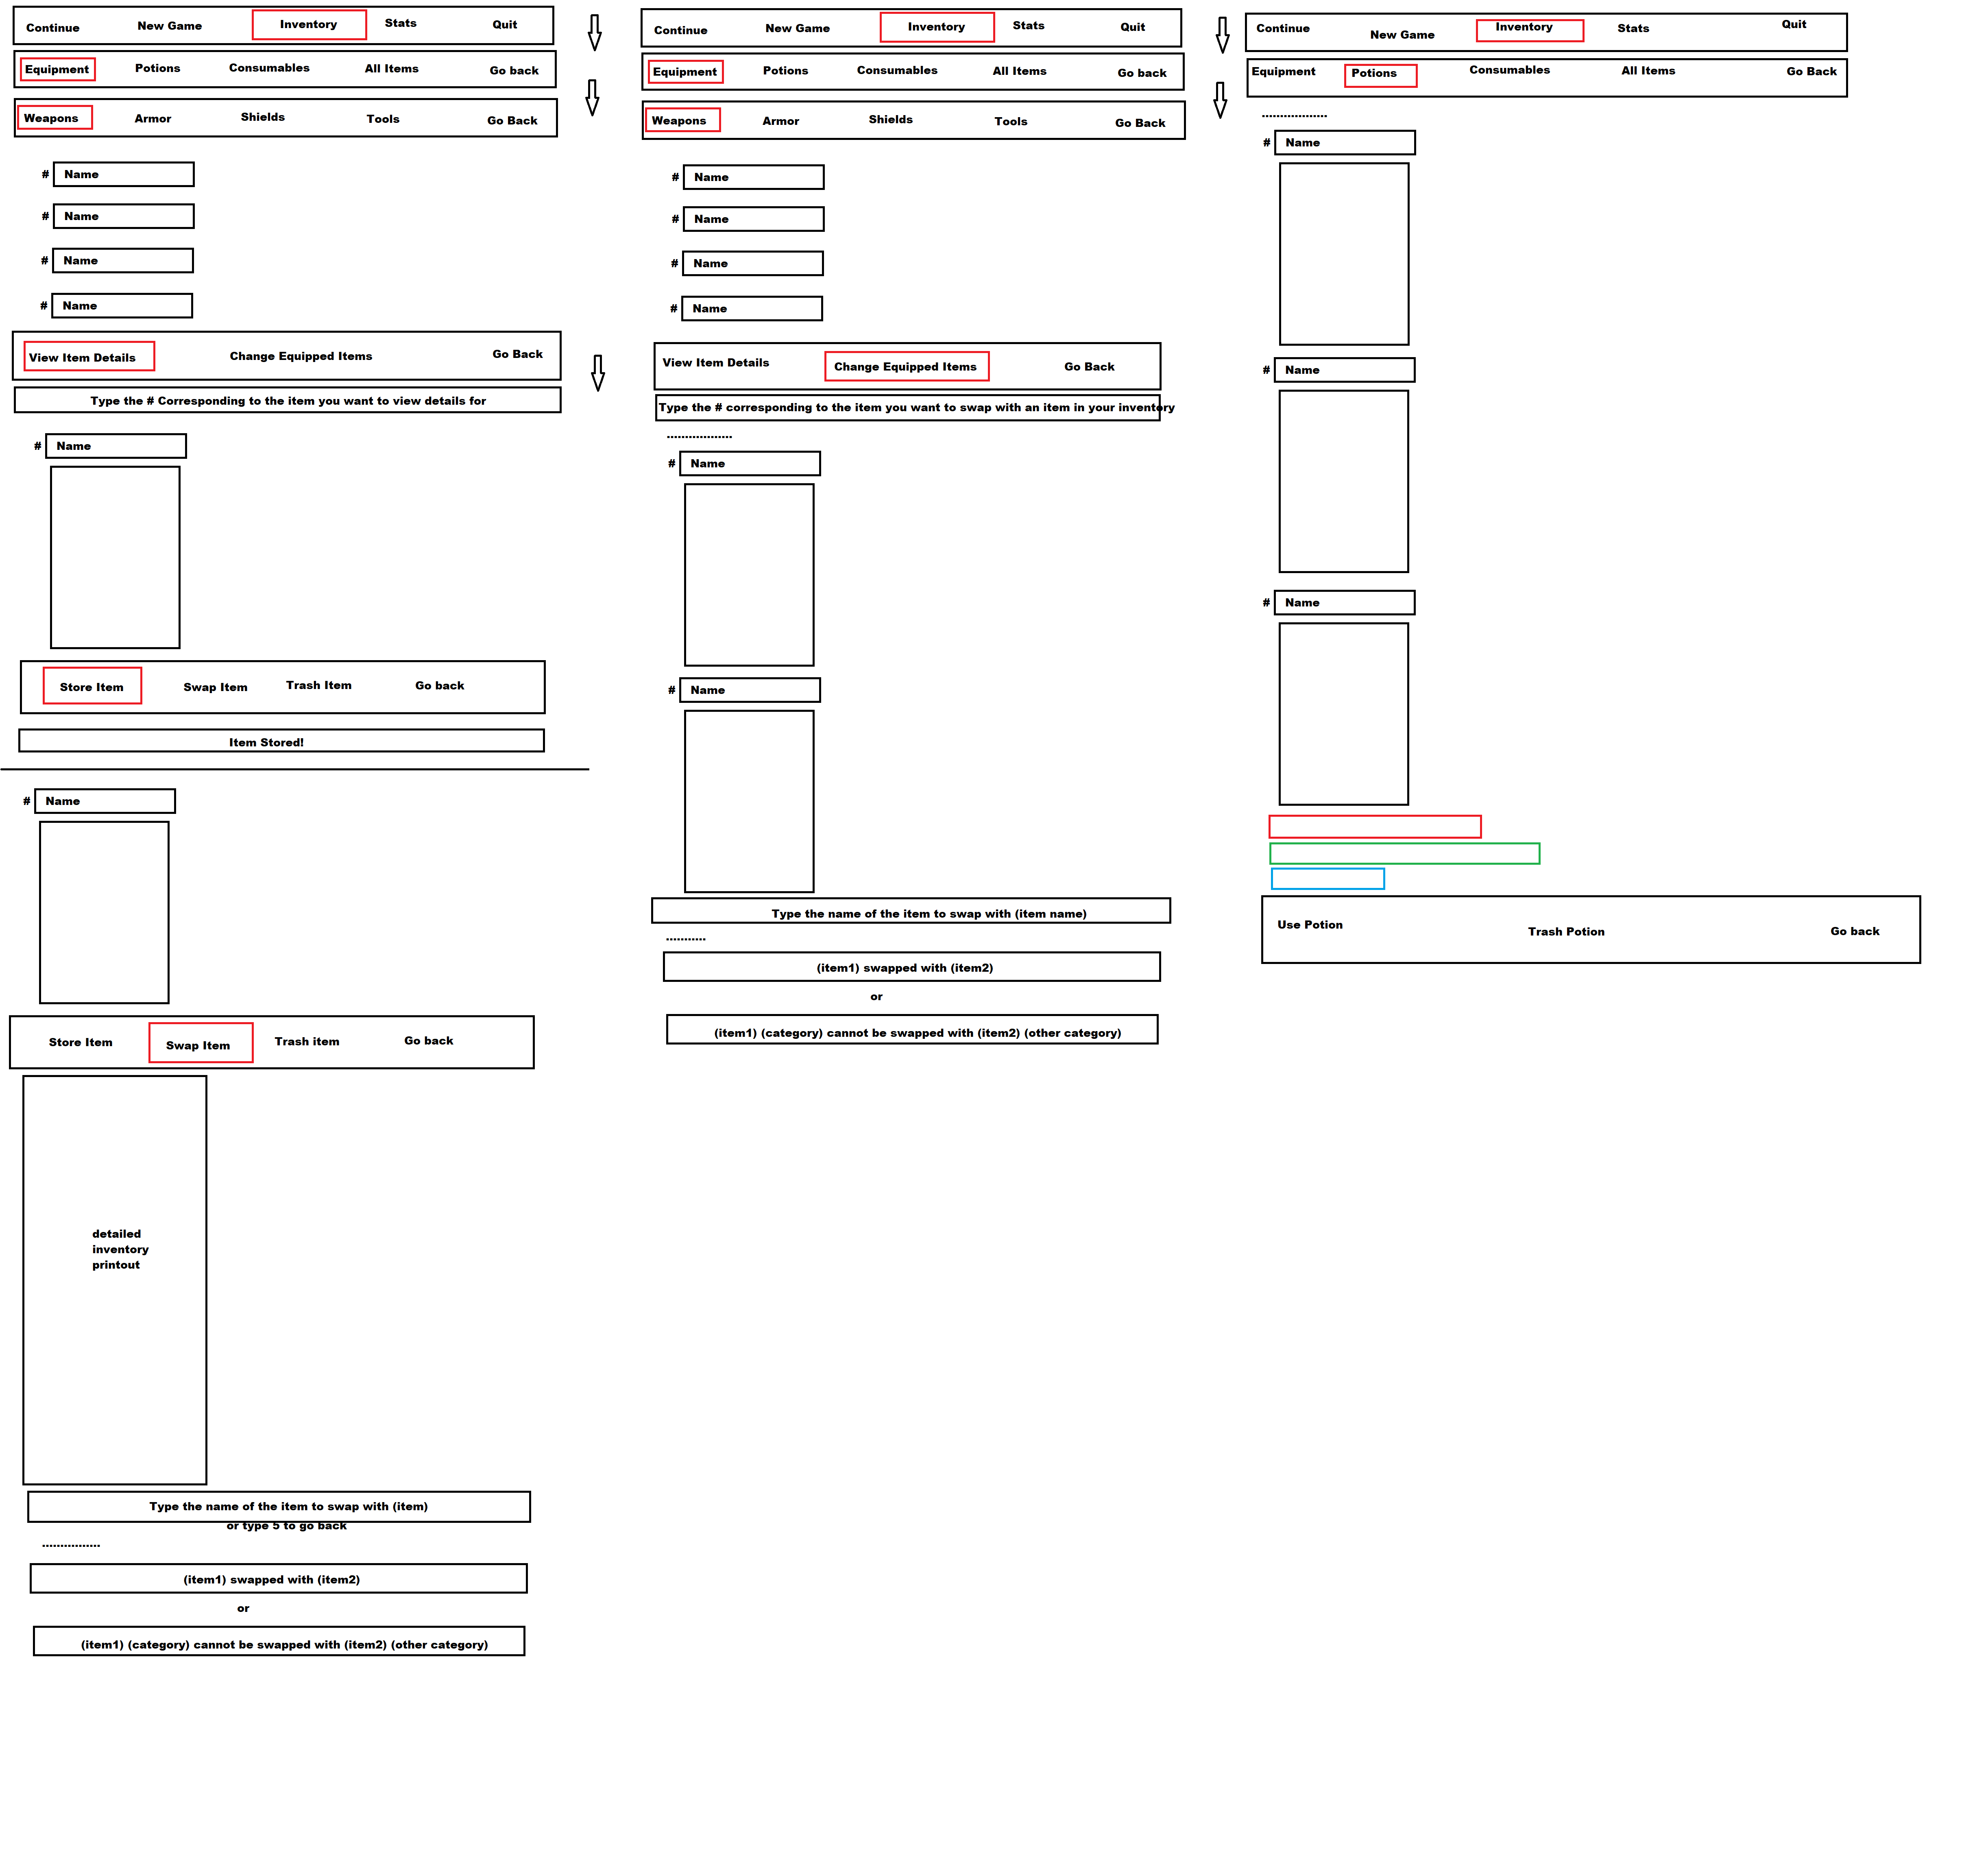 Continue New Game Inventory Stats Quit
Equipment Potions Consumables All Items Go back
Weapons Armor Shields Tools Go Back
# Name
# Name
# Name
# Name
View Item Details Change Equipped Items Go Back
Type the # Corresponding to the item you want to view details for
# Name
Store Item Swap Item Trash Item Go back
Item Stored!
# Name
Store Item Swap Item Trash item Go back
detailed
inventory
printout
Type the name of the item to swap with (item)
or type 5 to go back
................
(item1) swapped with (item2)
or
(item1) (category) cannot be swapped with (item2) (other category)
Continue New Game Inventory Stats Quit
Equipment Potions Consumables All Items Go back
Weapons Armor Shields Tools Go Back
# Name
# Name
# Name
# Name
View Item Details Change Equipped Items Go Back
Type the # corresponding to the item you want to swap with an item in your inventory
..................
# Name
# Name
Type the name of the item to swap with (item name)
...........
(item1) swapped with (item2)
or
(item1) (category) cannot be swapped with (item2) (other category)
Continue New Game Inventory Stats Quit
Equipment Potions Consumables All Items Go Back
..................
# Name
# Name
# Name
Use Potion Trash Potion Go back